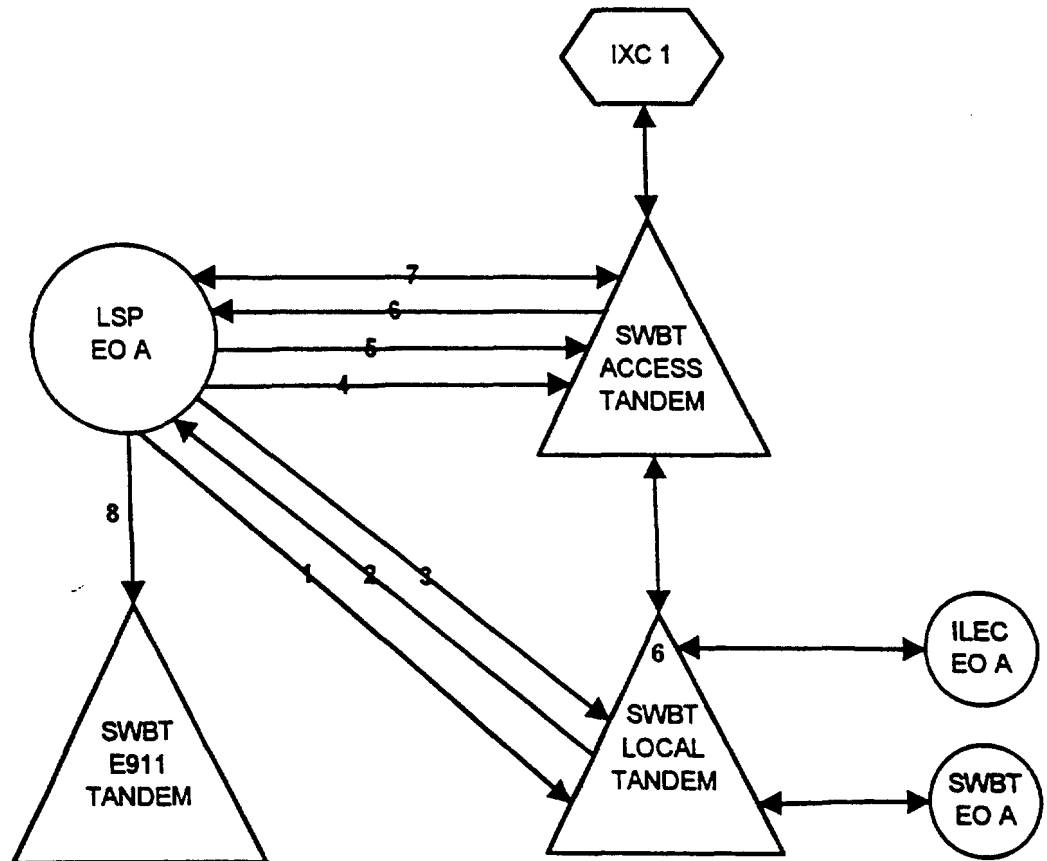 IXC 1
7
LSP
EO A
6
5
SWBT
ACCESS
TANDEM
4
8
1
2
3
6
ILEC
EO A
SWBT
LOCAL
TANDEM
SWBT
E911
TANDEM
SWBT
EO A